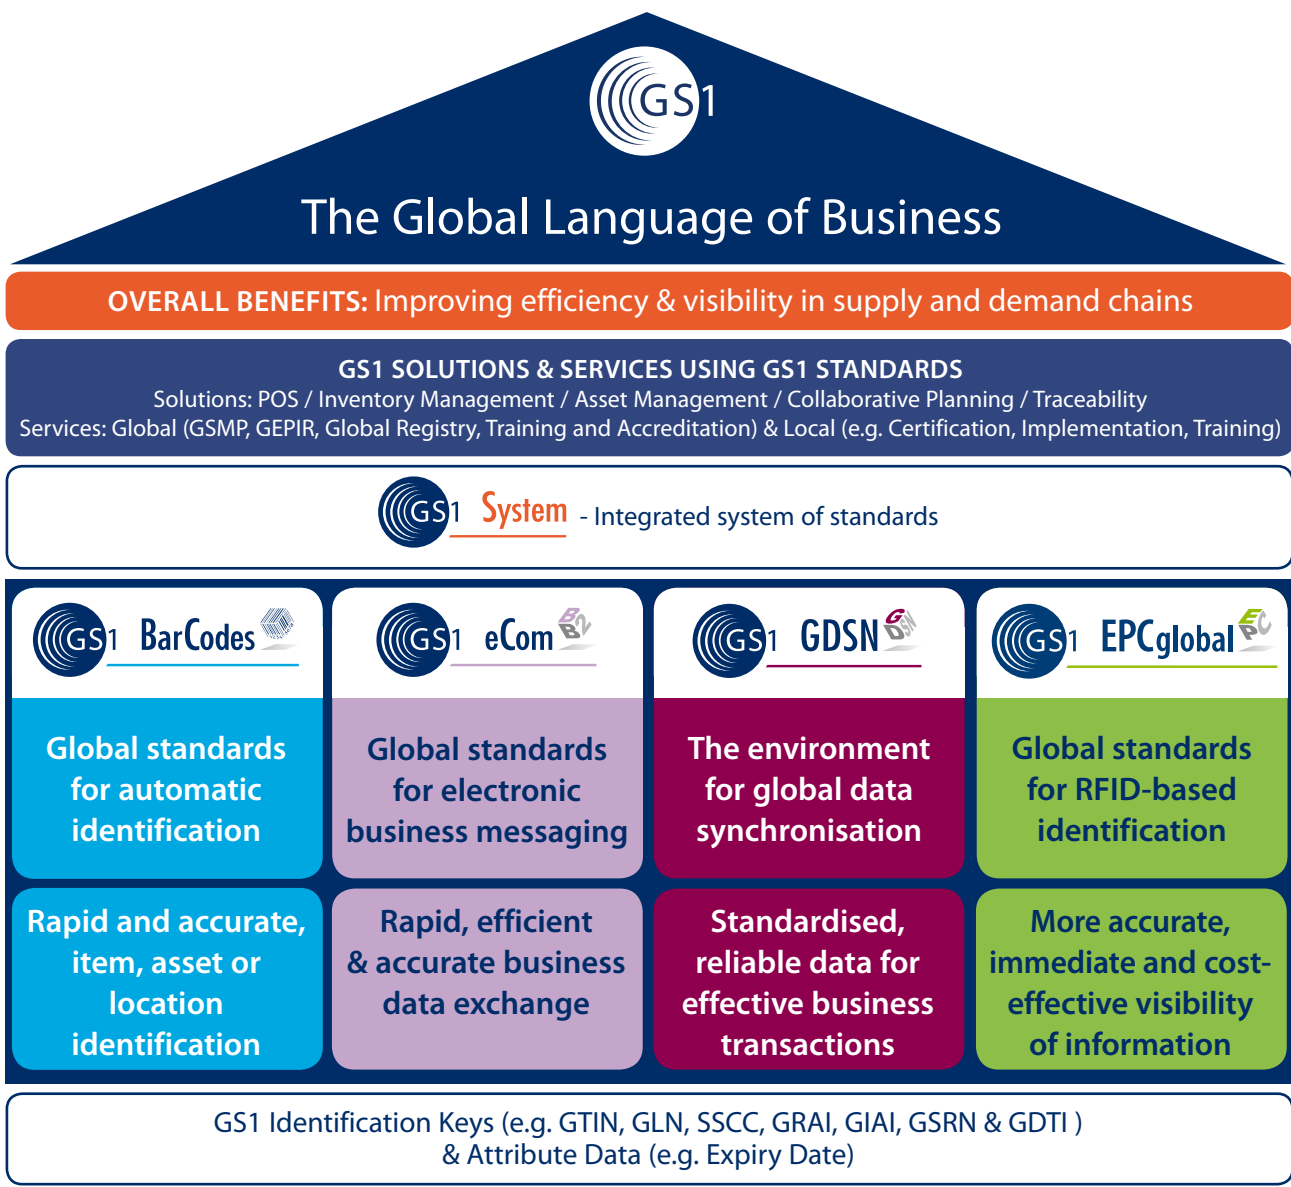 GS1
The Global Language of Business
OVERALL BENEFITS: Improving efficiency & visibility in supply and demand chains
GS1 SOLUTIONS & SERVICES USING GS1 STANDARDS
Solutions: POS / Inventory Management / Asset Management / Collaborative Planning / Traceability
Services: Global (GSMP, GEPIR, Global Registry, Training and Accreditation) & Local (e.g. Certification, Implementation, Training)
GS1 System - Integrated system of standards
GS1 BarCodes
Global standards
for automatic
identification
Rapid and accurate,
item, asset or
location
identification
GS1 eCom B2B
Global standards
for electronic
business messaging
Rapid, efficient
& accurate business
data exchange
GS1 GDSN GDSN
The environment
for global data
synchronisation
Standardised,
reliable data for
effective business
transactions
GS1 EPCglobal EPC
Global standards
for RFID-based
identification
More accurate,
immediate and cost-
effective visibility
of information
GS1 Identification Keys (e.g. GTIN, GLN, SSCC, GRAI, GIAI, GSRN & GDTI )
& Attribute Data (e.g. Expiry Date)